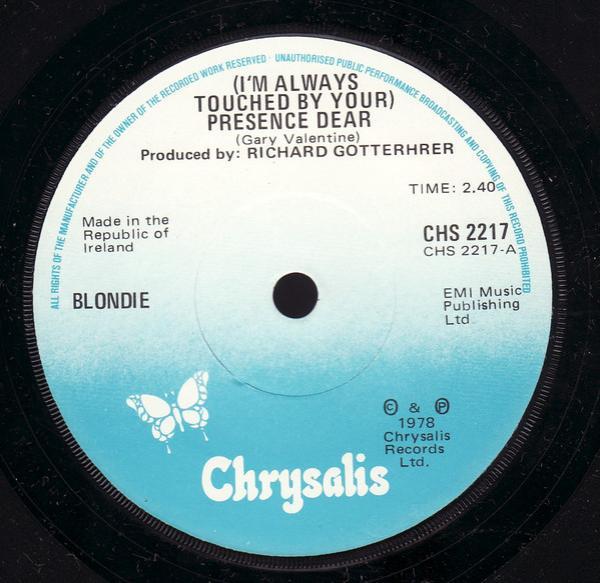 ALL RIGHTS OF THE MANUFACTURER AND OF THE OWNER OF THE RECORDED WORK RESERVED · UNAUTHORISED PUBLIC PERFORMANCE BROADCASTING AND COPYING OF THIS RECORD PROHIBITED
(I'M ALWAYS
TOUCHED BY YOUR)
PRESENCE DEAR
(Gary Valentine)
Produced by: RICHARD GOTTERHRER
TIME: 2.40
Made in the
Republic of
Ireland
CHS 2217
CHS 2217-A
BLONDIE
EMI Music
Publishing
Ltd
© & ℗
1978
Chrysalis
Records
Ltd.
Chrysalis